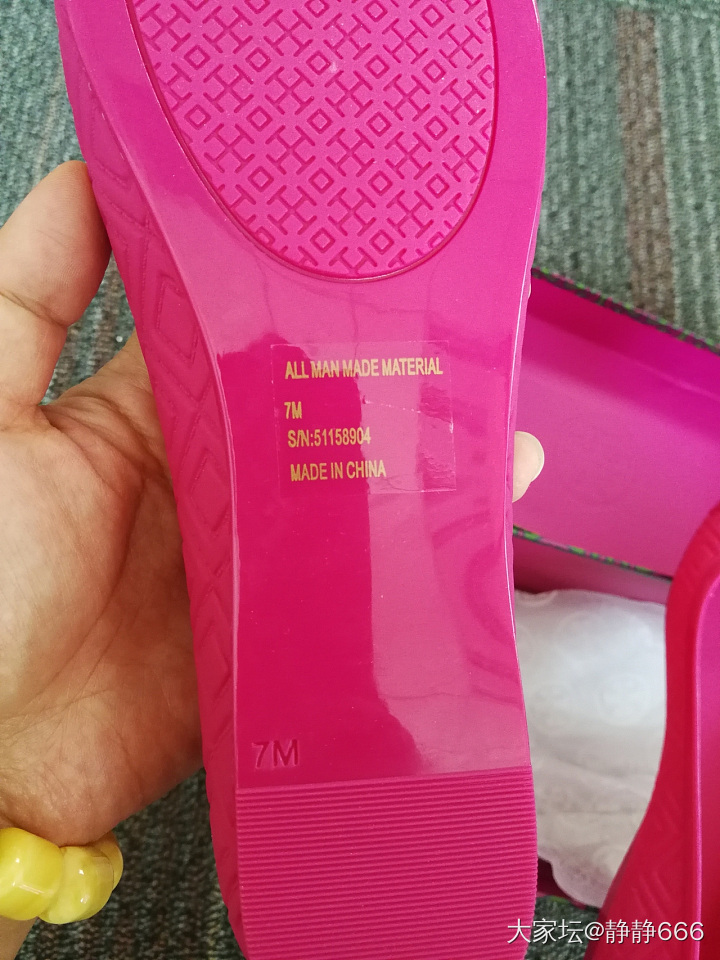 ALL MAN MADE MATERIAL
7M
S/N:51158904
MADE IN CHINA
7M
大家坛@静静666